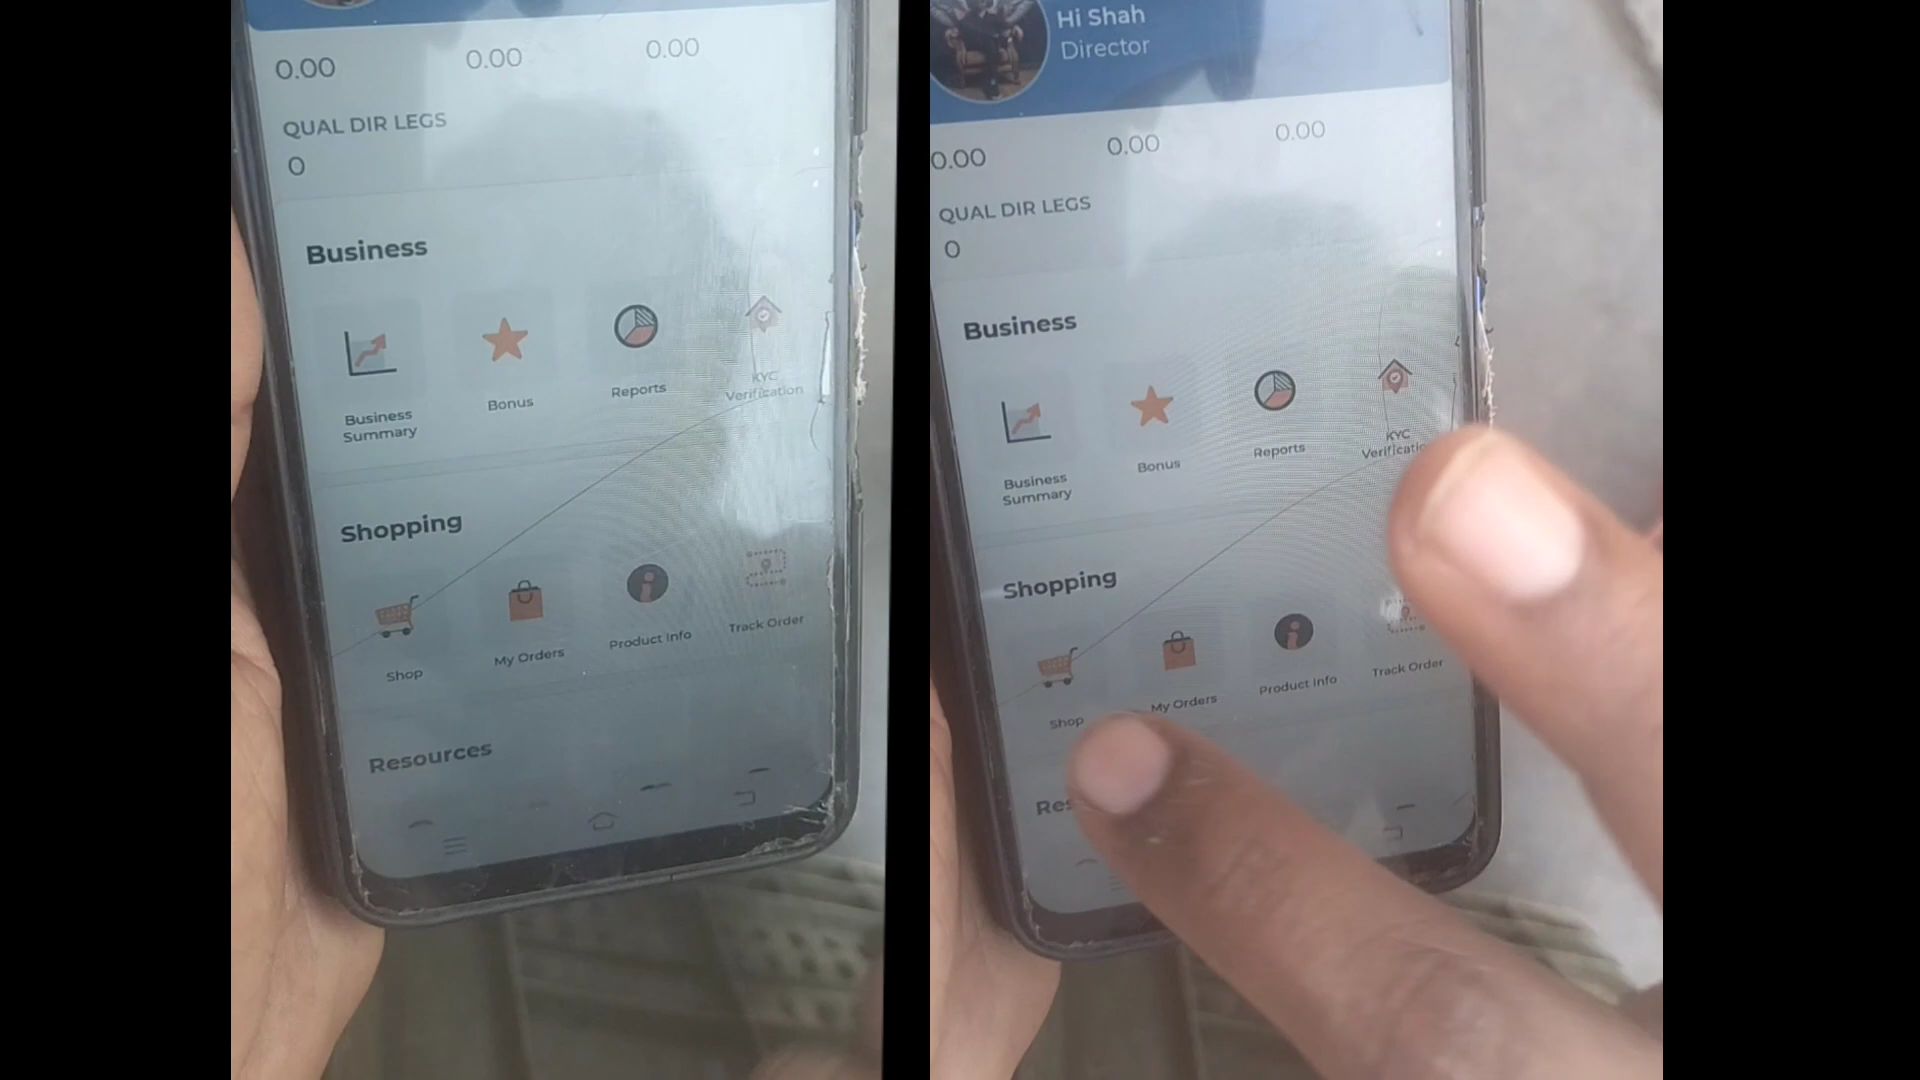 0.00 0.00 0.00
QUAL DIR LEGS
0
Business
Business Summary
Bonus
Reports
KYC Verification
Shopping
Shop
My Orders
Product Info
Track Order
Resources
Hi Shah
Director
0.00 0.00 0.00
QUAL DIR LEGS
0
Business
Business Summary
Bonus
Reports
KYC
Shopping
Shop
My Orders
Product Info
Track Order